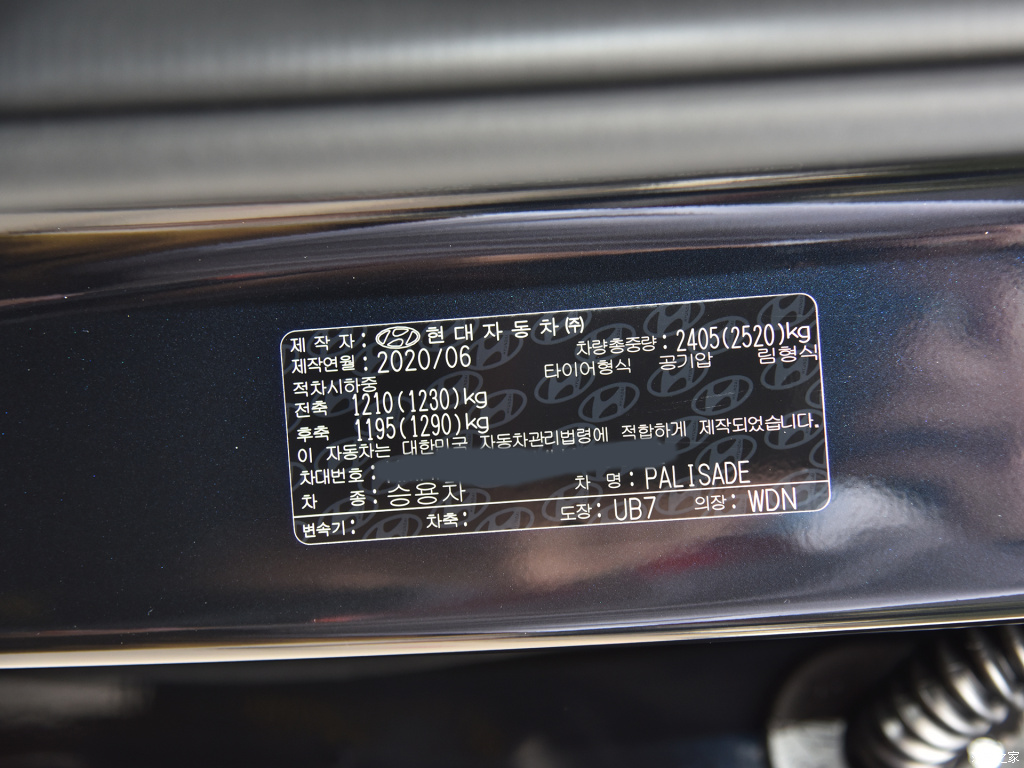 제 작 자 : 현 대 자 동 차 ㈜
제작연월 : 2020/06 차량총중량 : 2405(2520)kg
타이어형식 공기압 림형식
적차시하중
전축 1210(1230)kg
후축 1195(1290)kg
이 자동차는 대한민국 자동차관리법령에 적합하게 제작되었습니다.
차대번호 :
차 종 : 승용차 차 명 : PALISADE
변속기 : 차축 : 도장 : UB7 의장 : WDN
之家